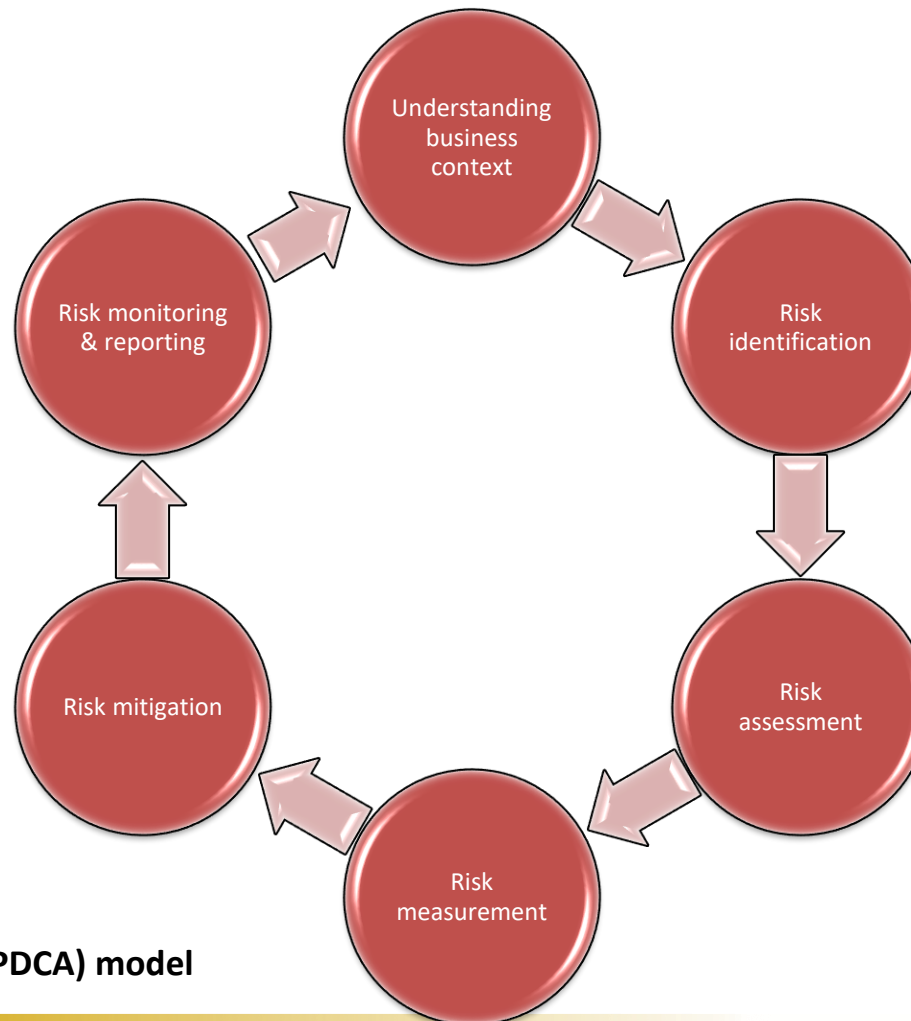 Understanding
business
context
Risk
identification
Risk
assessment
Risk
measurement
Risk mitigation
Risk monitoring
& reporting
PDCA) model